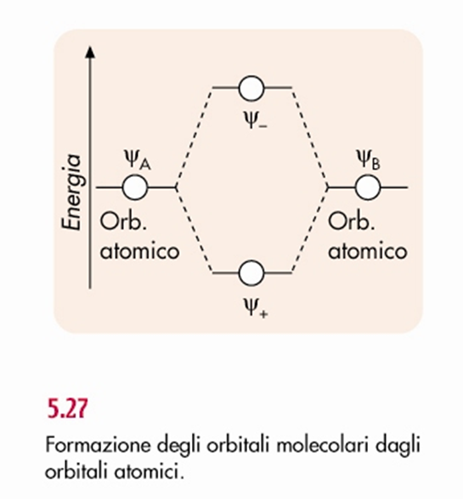 Energia
Ψ–
ΨA
ΨB
Orb.
atomico
Orb.
atomico
Ψ+
5.27
Formazione degli orbitali molecolari dagli
orbitali atomici.